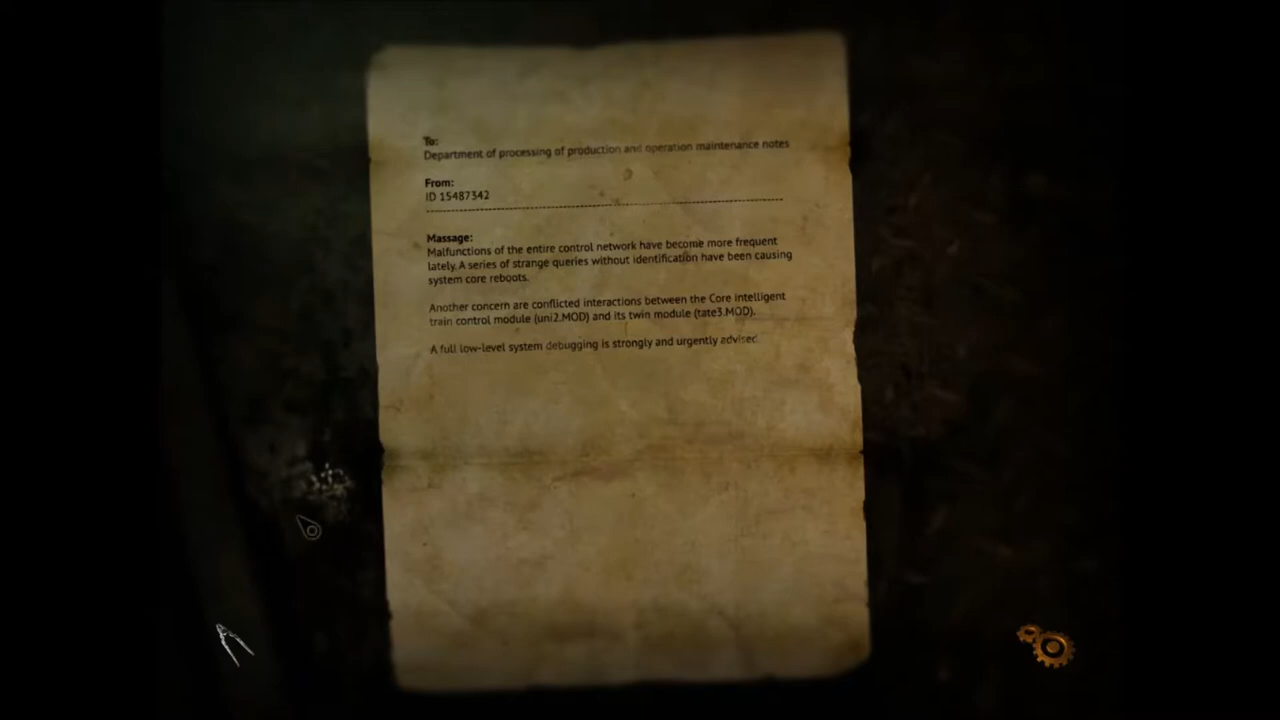 To:
Department of processing of production and operation maintenance notes
From:
ID 15487342
Massage:
Malfunctions of the entire control network have become more frequent
lately. A series of strange queries without identification have been causing
system core reboots.
Another concern are conflicted interactions between the Core intelligent
train control module (uni2.MOD) and its twin module (tate3.MOD).
A full low-level system debugging is strongly and urgently advised